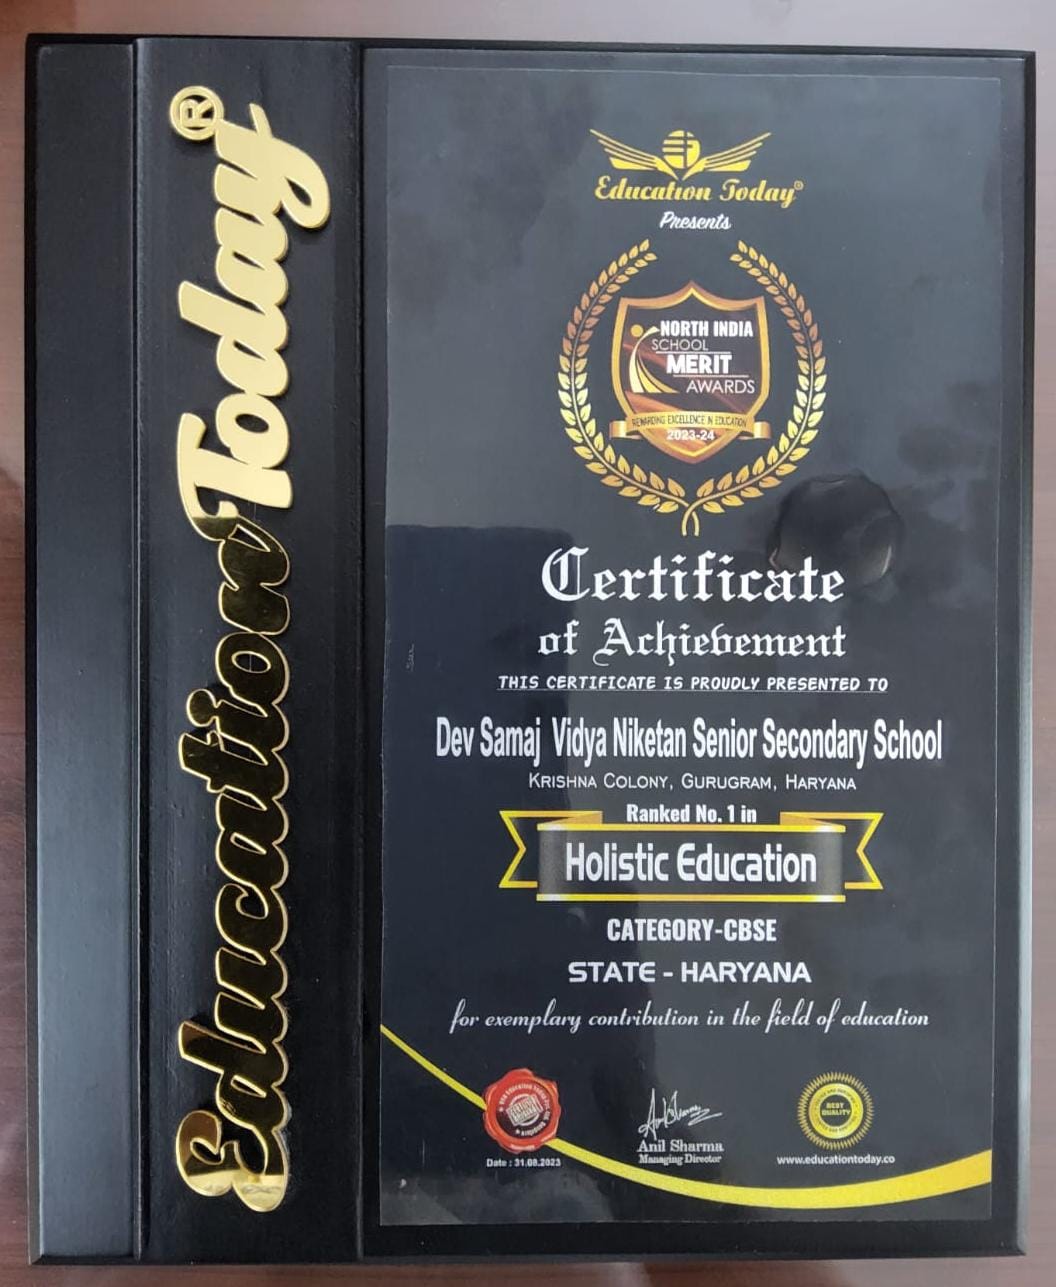 EducationToday®
Education Today®
Presents
NORTH INDIA
SCHOOL
MERIT
AWARDS
REWARDING EXCELLENCE IN EDUCATION
2023-24
Certificate
of Achievement
THIS CERTIFICATE IS PROUDLY PRESENTED TO
Dev Samaj Vidya Niketan Senior Secondary School
KRISHNA COLONY, GURUGRAM, HARYANA
Ranked No. 1 in
Holistic Education
CATEGORY-CBSE
STATE - HARYANA
for exemplary contribution in the field of education
Date : 31.08.2023
Anil Sharma
Managing Director
BEST
QUALITY
www.educationtoday.co